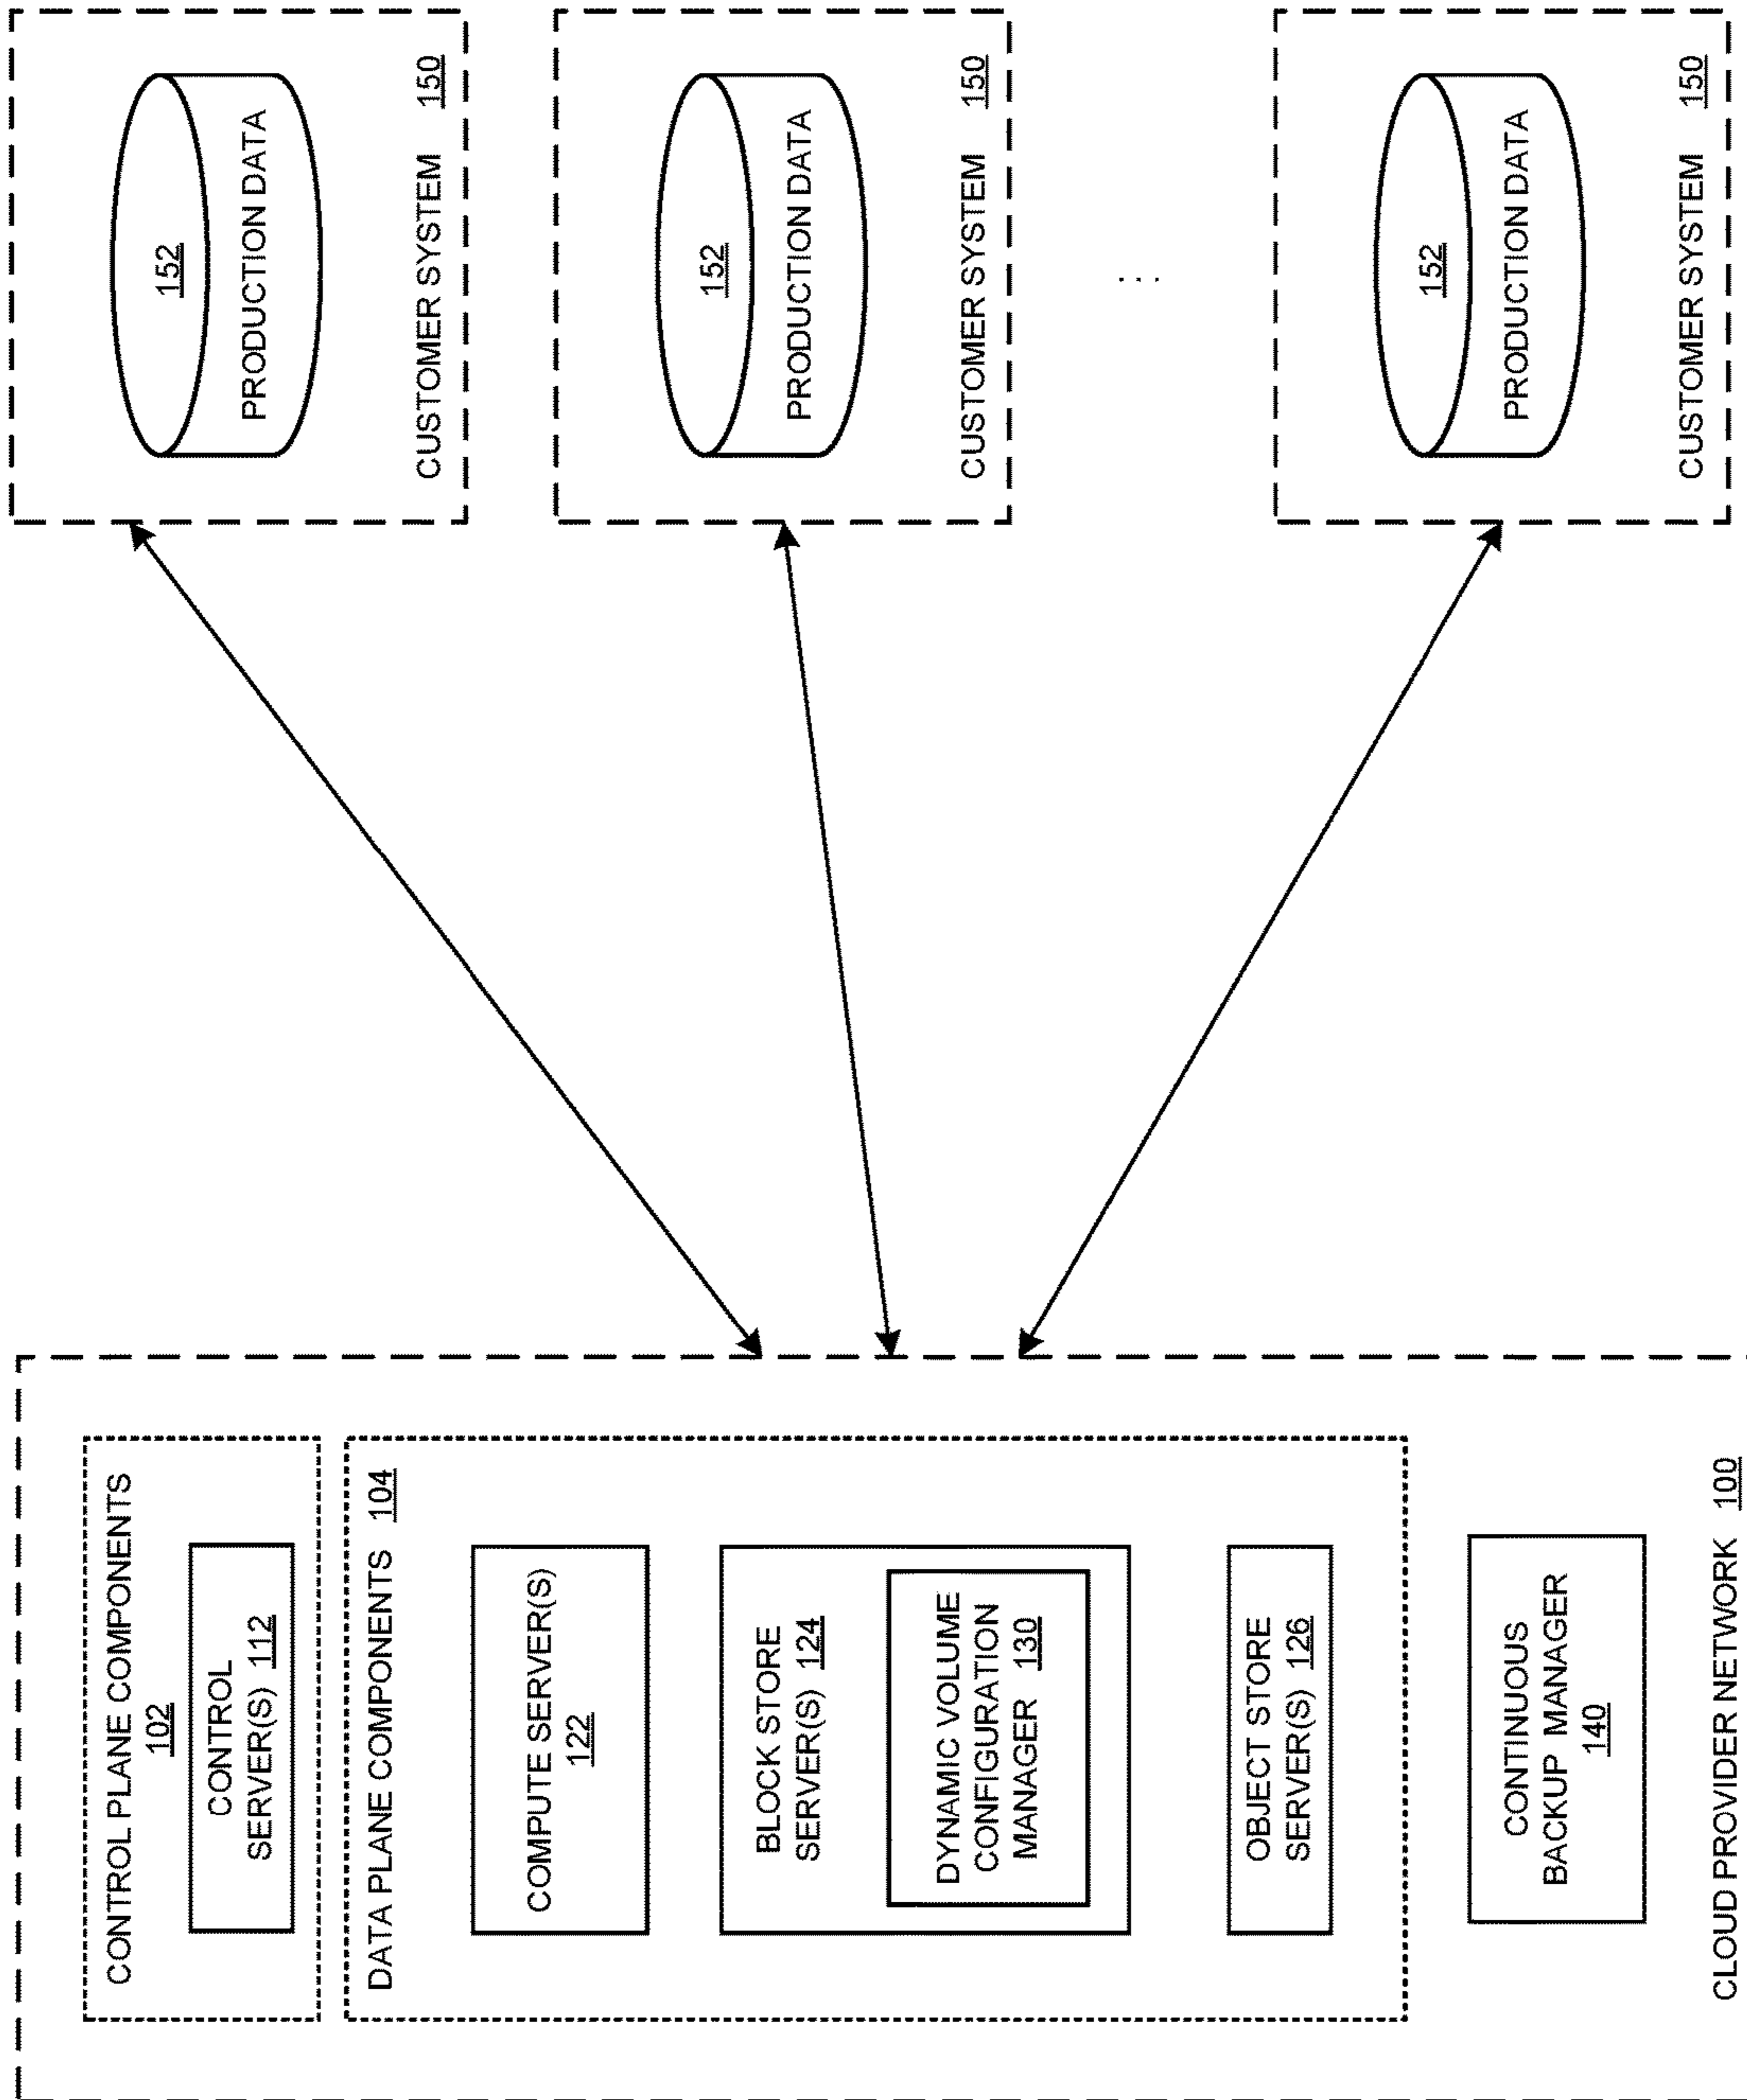 CONTROL PLANE COMPONENTS
102
CONTROL
SERVER(S) 112
DATA PLANE COMPONENTS 104
COMPUTE SERVER(S)
122
BLOCK STORE
SERVER(S) 124
DYNAMIC VOLUME
CONFIGURATION
MANAGER 130
OBJECT STORE
SERVER(S) 126
CONTINUOUS
BACKUP MANAGER
140
CLOUD PROVIDER NETWORK 100
152
PRODUCTION DATA
CUSTOMER SYSTEM 150
152
PRODUCTION DATA
CUSTOMER SYSTEM 150
. . .
152
PRODUCTION DATA
CUSTOMER SYSTEM 150